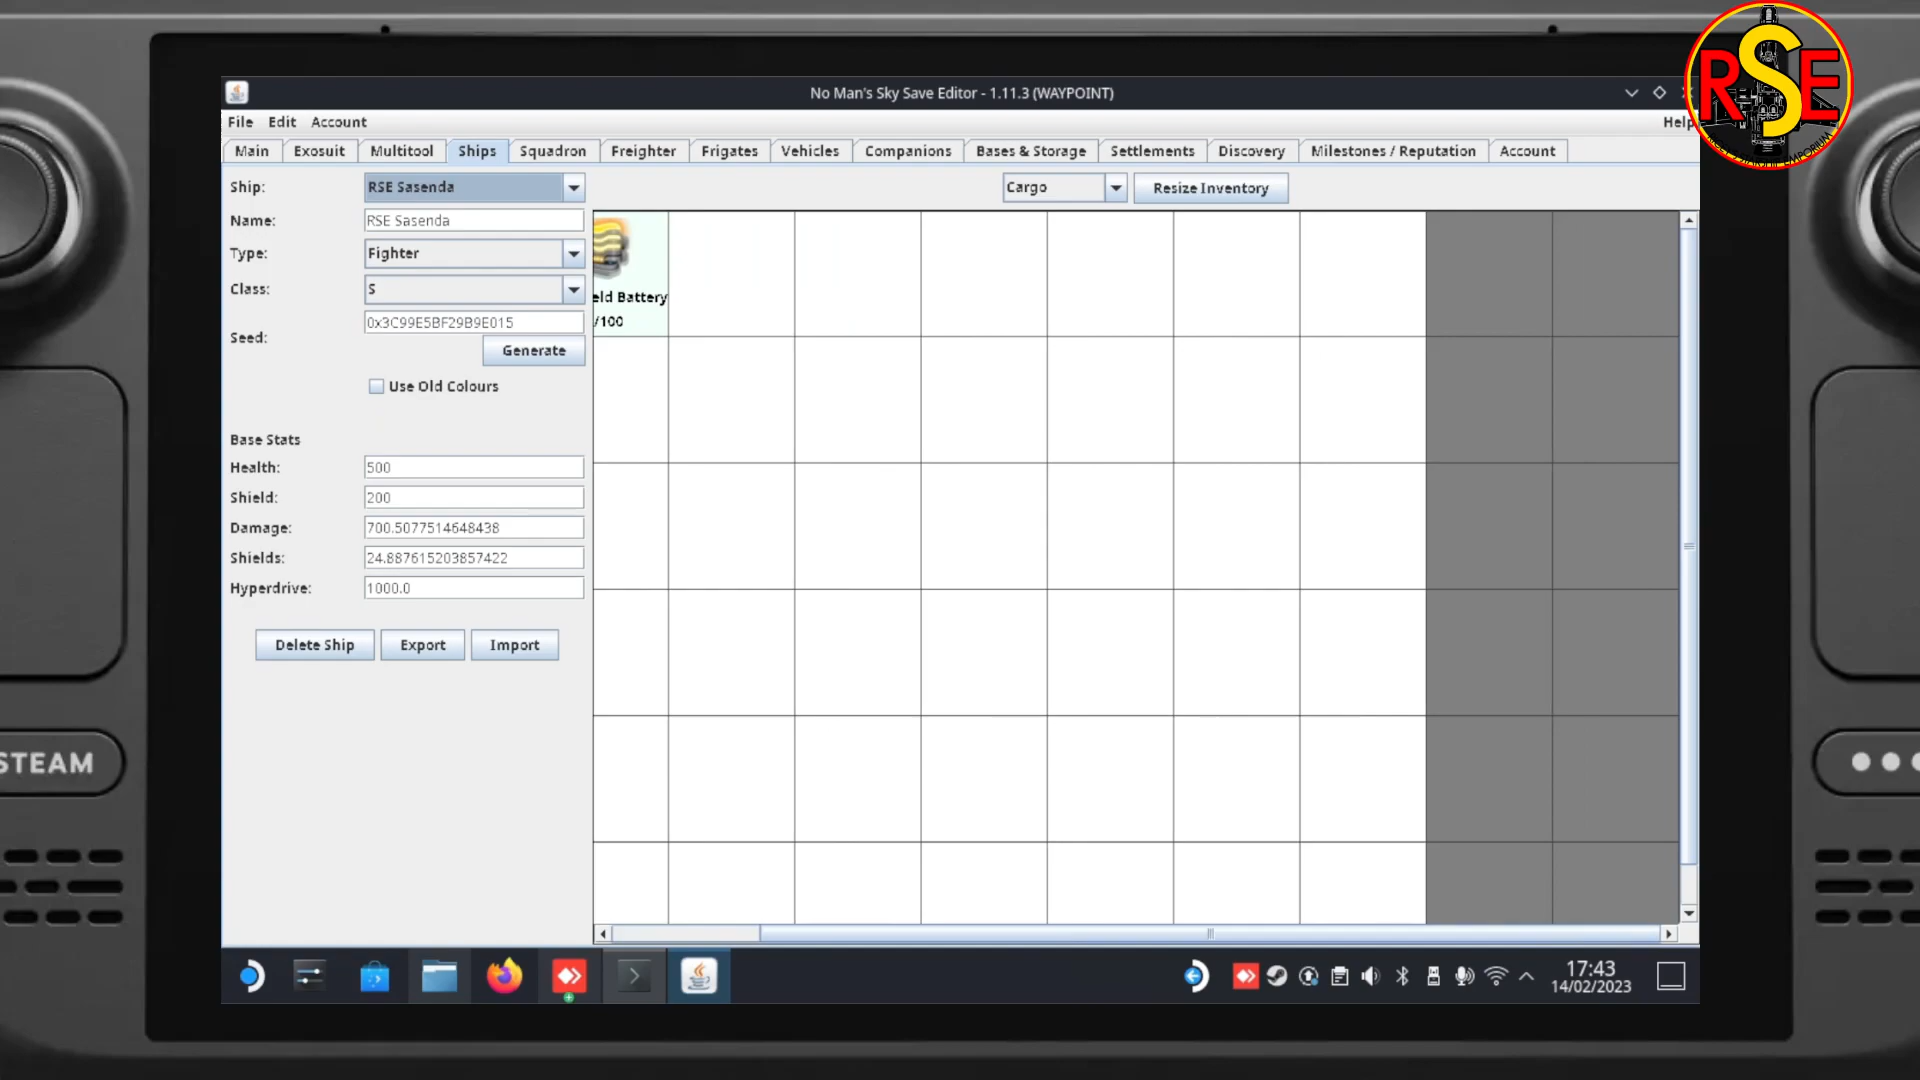 RSE
No Man's Sky Save Editor - 1.11.3 (WAYPOINT)
File Edit Account Help
Main Exosuit Multitool Ships Squadron Freighter Frigates Vehicles Companions Bases & Storage Settlements Discovery Milestones / Reputation Account
Ship: RSE Sasenda
Cargo Resize Inventory
Name: RSE Sasenda
Type: Fighter
Class: S
Seed: 0x3C99E5BF29B9E015
Generate
Use Old Colours
Base Stats
Health: 500
Shield: 200
Damage: 700.5077514648438
Shields: 24.887615203857422
Hyperdrive: 1000.0
Delete Ship Export Import
eld Battery
/100
STEAM
17:43
14/02/2023